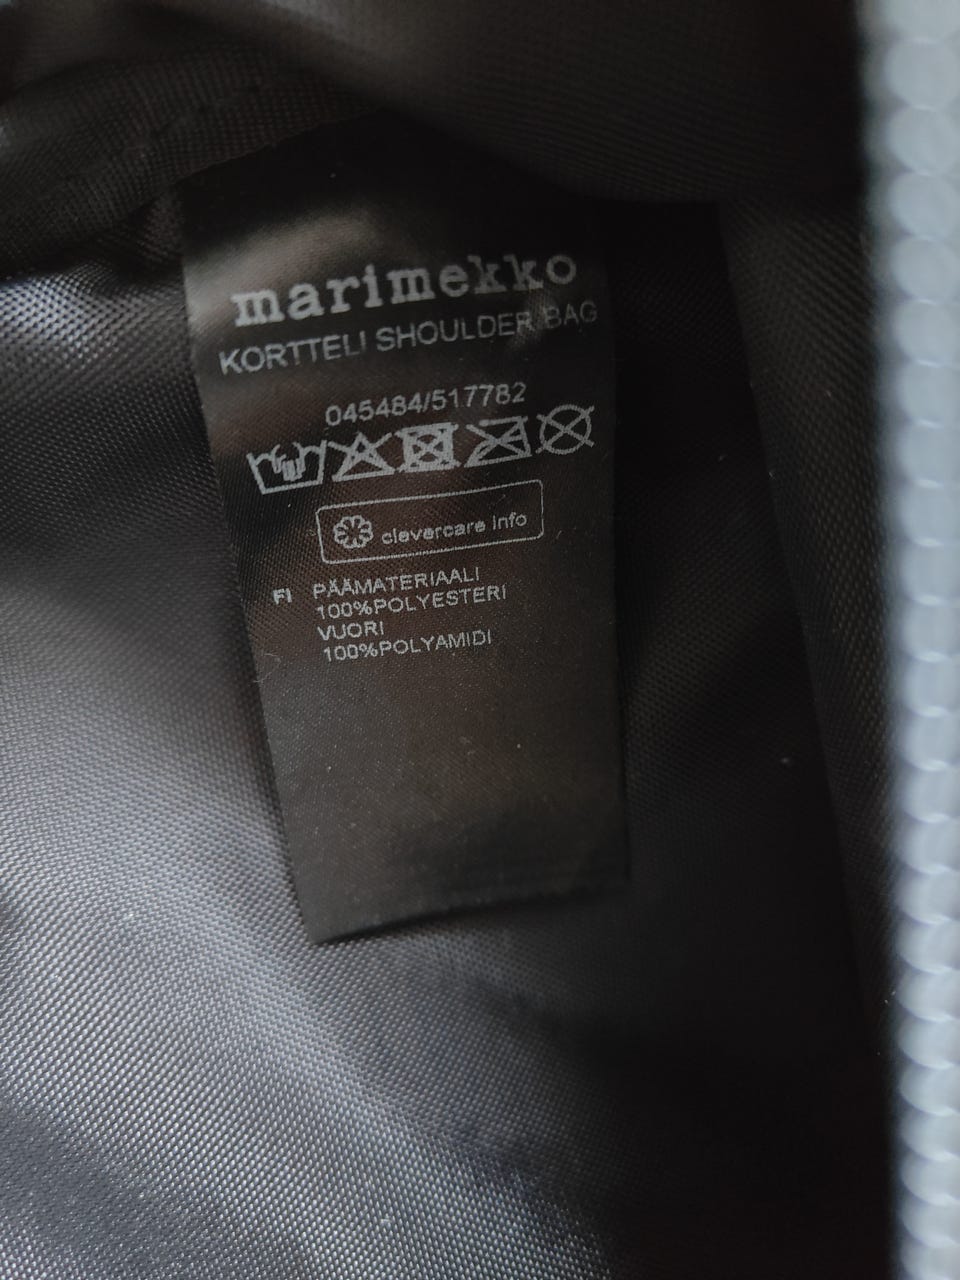 marimekko
KORTTELI SHOULDER BAG
045484/517782
clevercare info
FI PÄÄMATERIAALI
100%POLYESTERI
VUORI
100%POLYAMIDI